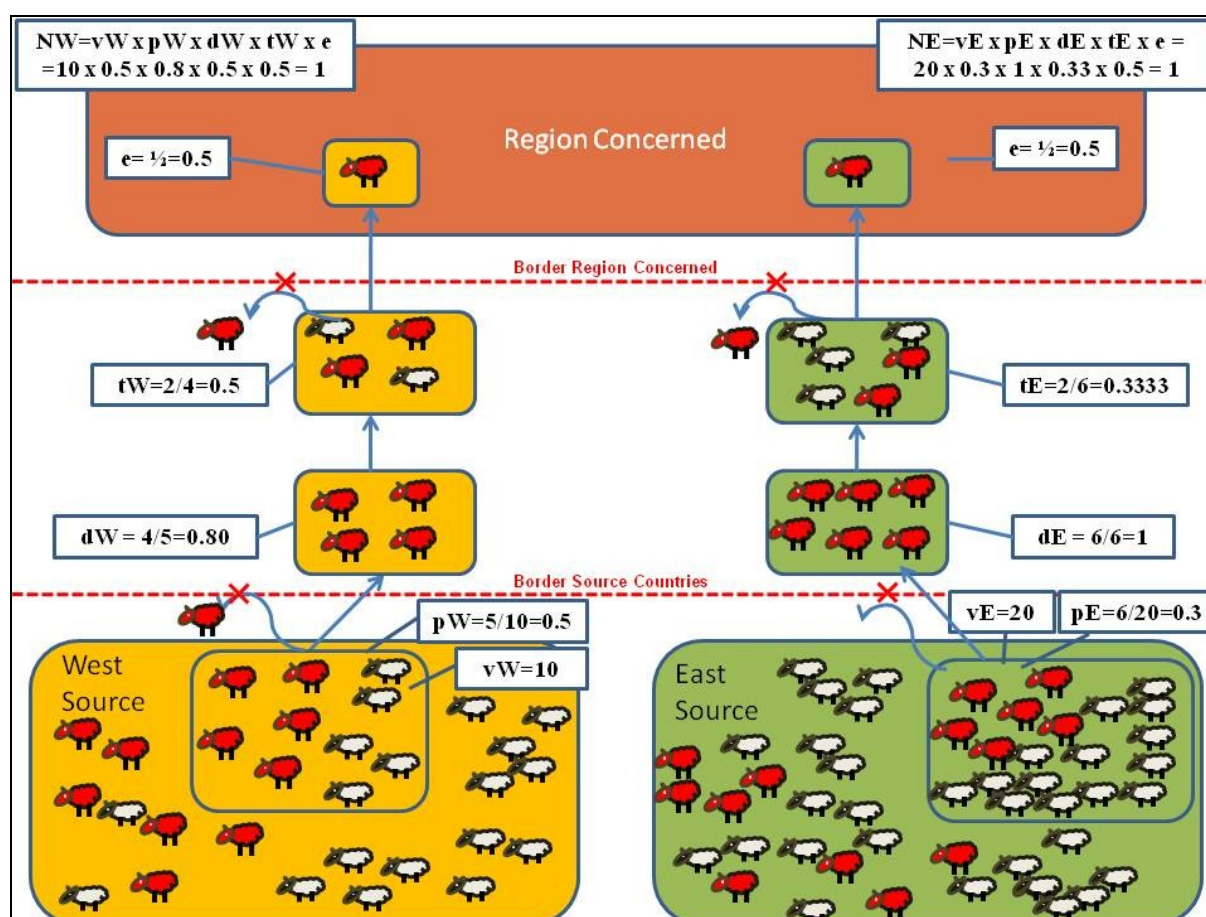 NW=vW x pW x dW x tW x e
=10 x 0.5 x 0.8 x 0.5 x 0.5 = 1
NE=vE x pE x dE x tE x e =
20 x 0.3 x 1 x 0.33 x 0.5 = 1
Region Concerned
e= ½=0.5
e= ½=0.5
Border Region Concerned
tW=2/4=0.5
tE=2/6=0.3333
dW = 4/5=0.80
dE = 6/6=1
Border Source Countries
pW=5/10=0.5
vW=10
vE=20
pE=6/20=0.3
West
Source
East
Source